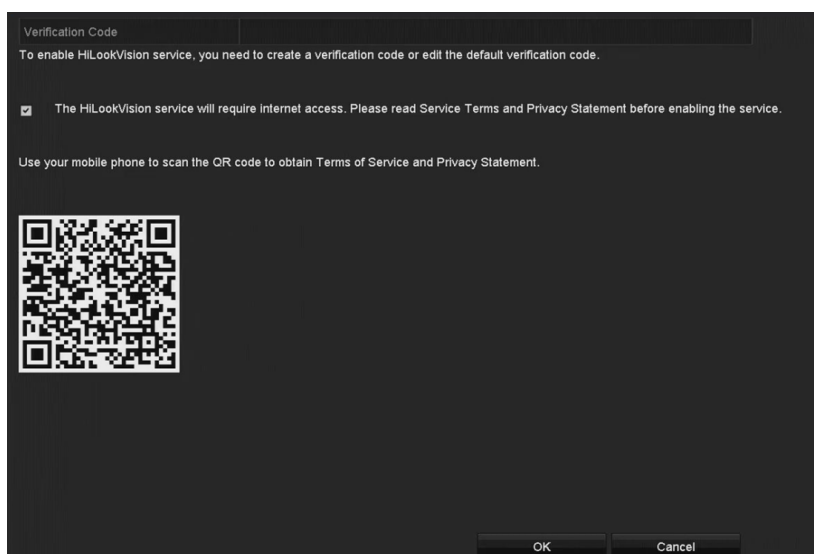 Verification Code
To enable HiLookVision service, you need to create a verification code or edit the default verification code.
The HiLookVision service will require internet access. Please read Service Terms and Privacy Statement before enabling the service.
Use your mobile phone to scan the QR code to obtain Terms of Service and Privacy Statement.
OK Cancel